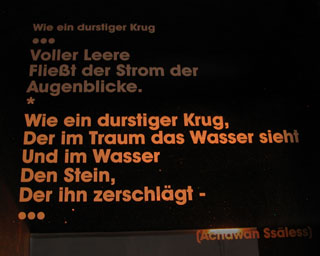 Wie ein durstiger Krug
•••
Voller Leere
Fließt der Strom der
Augenblicke.
*
Wie ein durstiger Krug,
Der im Traum das Wasser sieht
Und im Wasser
Den Stein,
Der ihn zerschlägt -
•••
(Achawan Ssäless)